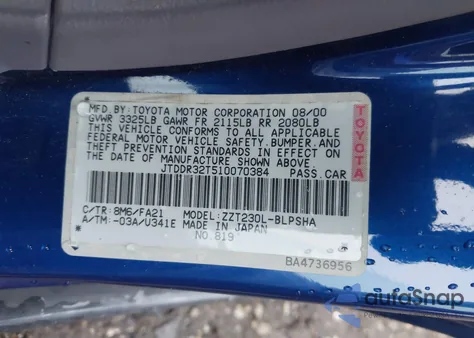 MFD.BY:TOYOTA MOTOR CORPORATION 08/00
GVWR 3325LB GAWR FR 2115LB RR 2080LB
THIS VEHICLE CONFORMS TO ALL APPLICABLE
FEDERAL MOTOR VEHICLE SAFETY,BUMPER,AND
THEFT PREVENTION STANDARDS IN EFFECT ON
THE DATE OF MANUFACTURE SHOWN ABOVE.
JTDDR32T510070384 PASS.CAR
C/TR:8M6/FA21 MODEL:ZZT230L-BLPSHA
A/TM:-03A/U341E MADE IN JAPAN
NO.819
BA4736956
TOYOTA
autoSnap